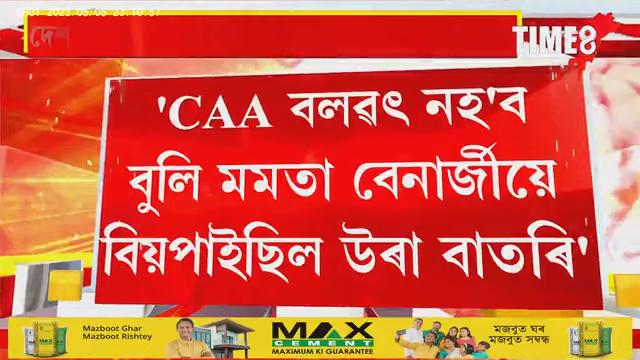 দেশ
TIME8
'CAA বলৱৎ নহ'ব
বুলি মমতা বেনাৰ্জীয়ে
বিয়পাইছিল উৰা বাতৰি'
Mazboot Ghar
Mazboot Rishtey
MAX
CEMENT
MAXIMUM KI GUARANTEE
মজবুত ঘৰ
মজবুত সম্বন্ধ